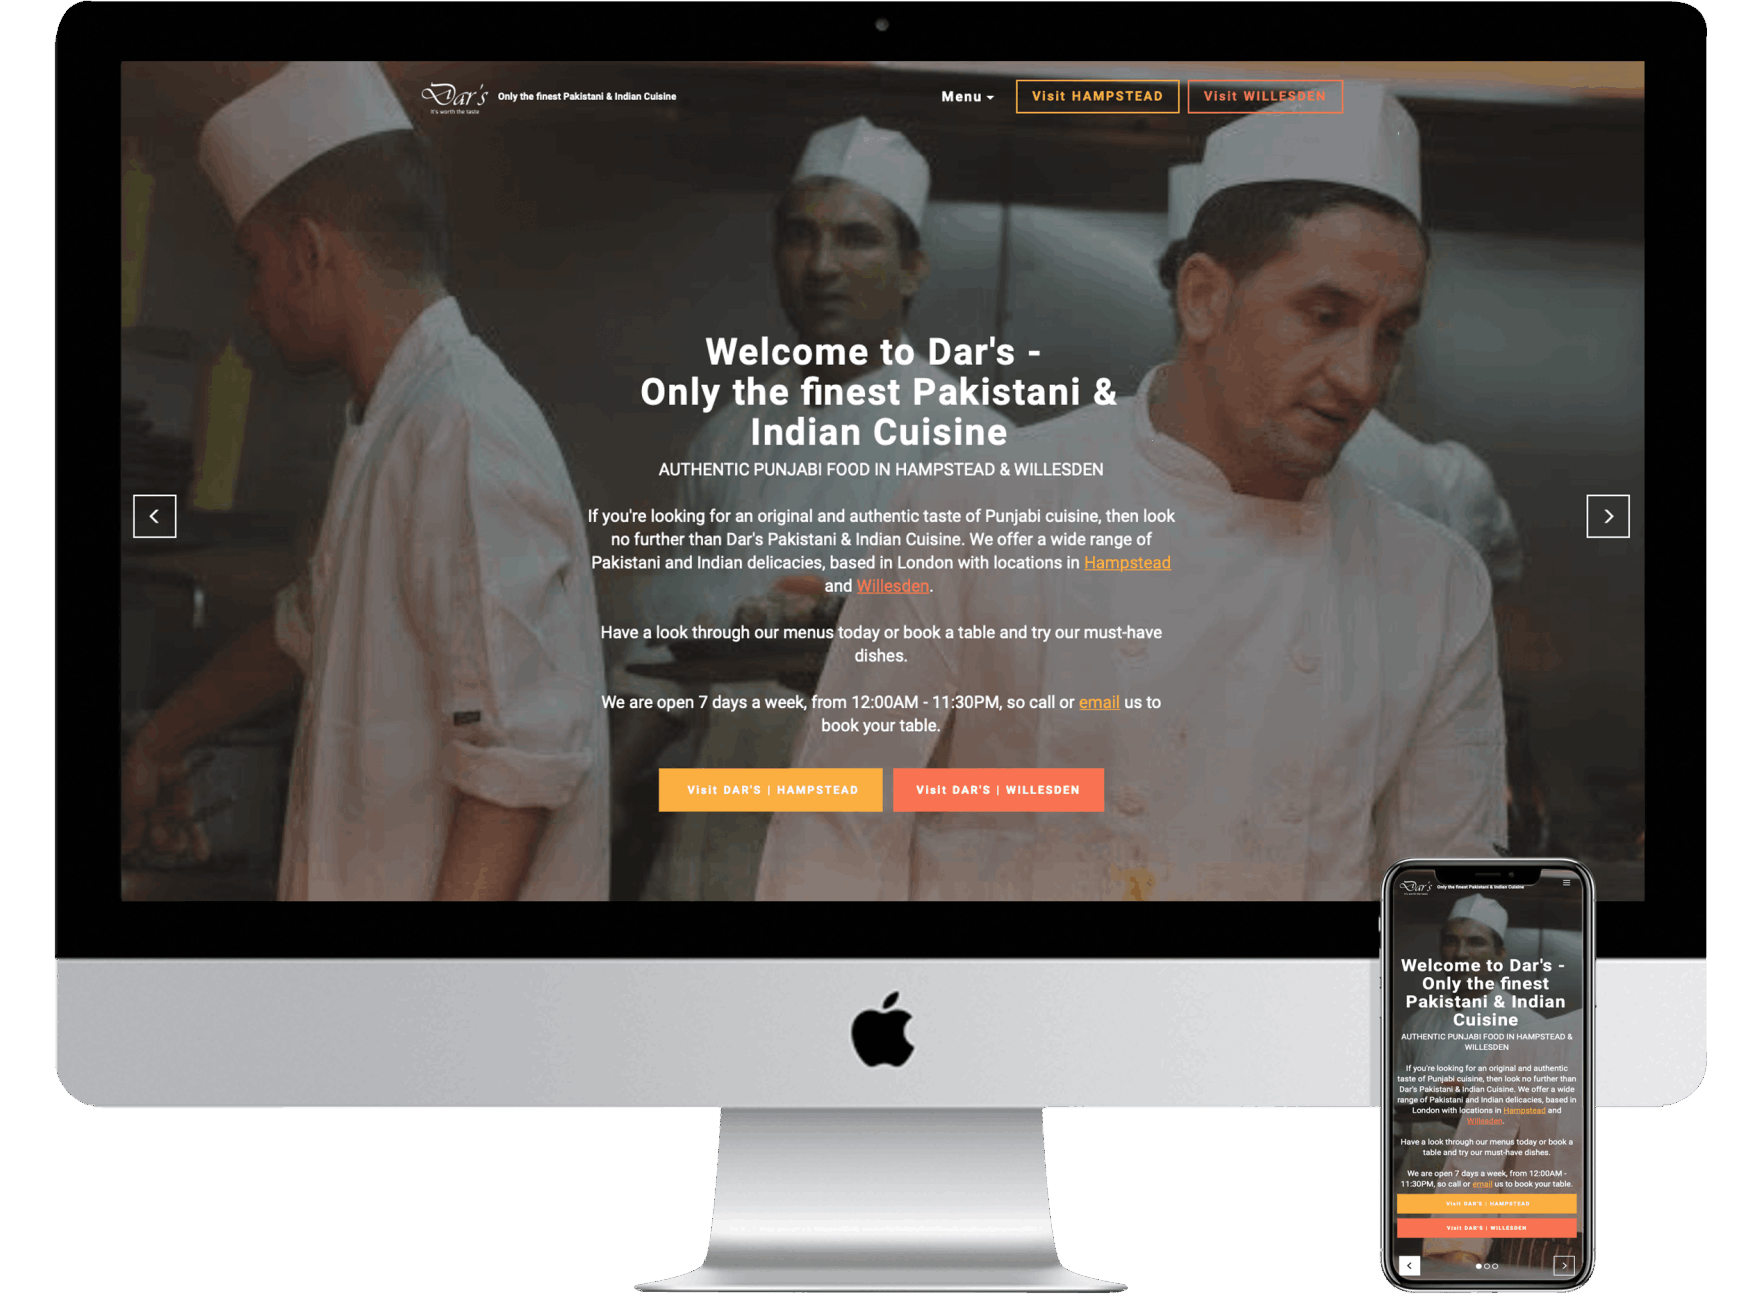 Dar's
It's worth the taste
Only the finest Pakistani & Indian Cuisine
Menu
Visit HAMPSTEAD
Visit WILLESDEN
Welcome to Dar's -
Only the finest Pakistani &
Indian Cuisine
AUTHENTIC PUNJABI FOOD IN HAMPSTEAD & WILLESDEN
If you're looking for an original and authentic taste of Punjabi cuisine, then look
no further than Dar's Pakistani & Indian Cuisine. We offer a wide range of
Pakistani and Indian delicacies, based in London with locations in Hampstead
and Willesden.
Have a look through our menus today or book a table and try our must-have
dishes.
We are open 7 days a week, from 12:00AM - 11:30PM, so call or email us to
book your table.
Visit DAR'S | HAMPSTEAD
Visit DAR'S | WILLESDEN
Dar's
Only the finest Pakistani & Indian Cuisine
Welcome to Dar's -
Only the finest
Pakistani & Indian
Cuisine
AUTHENTIC PUNJABI FOOD IN HAMPSTEAD &
WILLESDEN
If you're looking for an original and authentic
taste of Punjabi cuisine, then look no further than
Dar's Pakistani & Indian Cuisine. We offer a wide
range of Pakistani and Indian delicacies, based in
London with locations in Hampstead and
Willesden.
Have a look through our menus today or book a
table and try our must-have dishes.
We are open 7 days a week, from 12:00AM -
11:30PM, so call or email us to book your table.
Visit DAR'S | HAMPSTEAD
Visit DAR'S | WILLESDEN